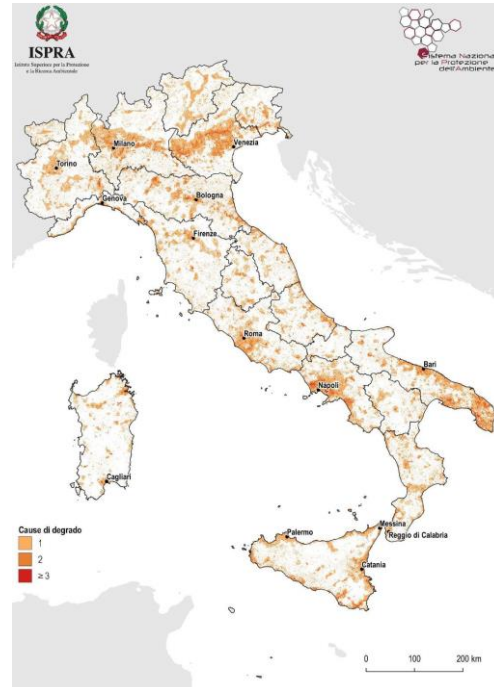 ISPRA
Istituto Superiore per la Protezione
e la Ricerca Ambientale
Sistema Nazionale
per la Protezione
dell'Ambiente
Milano
Venezia
Torino
Genova
Bologna
Firenze
Roma
Bari
Napoli
Cagliari
Messina
Palermo
Reggio di Calabria
Catania
Cause di degrado
1
2
≥ 3
0
100
200 km